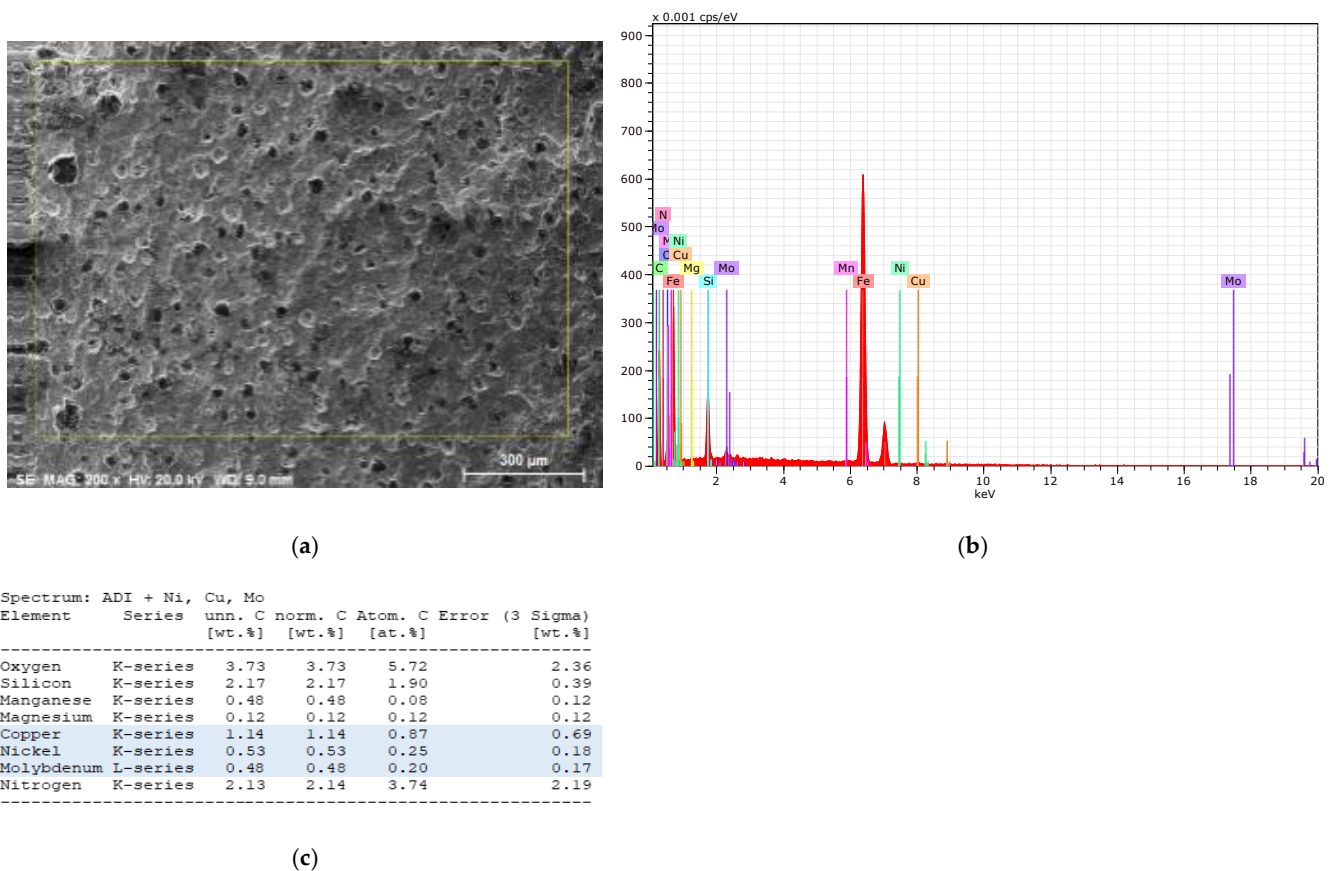 x 0.001 cps/eV
900
800
700
600
500
400
300
200
100
0
N
Mo
Ni
Cu
C
Mg
Mo
Fe
Si
Mn
Fe
Ni
Cu
Mo
2 4 6 8 10 12 14 16 18 20
keV
300 µm
SE MAG: 200 x HV: 20.0 kV WD: 9.0 mm
(a)
(b)
Spectrum: ADI + Ni, Cu, Mo
Element Series unn. C norm. C Atom. C Error (3 Sigma)
[wt.%] [wt.%] [at.%] [wt.%]
Oxygen K-series 3.73 3.73 5.72 2.36
Silicon K-series 2.17 2.17 1.90 0.39
Manganese K-series 0.48 0.48 0.08 0.12
Magnesium K-series 0.12 0.12 0.12 0.12
Copper K-series 1.14 1.14 0.87 0.69
Nickel K-series 0.53 0.53 0.25 0.18
Molybdenum L-series 0.48 0.48 0.20 0.17
Nitrogen K-series 2.13 2.14 3.74 2.19
(c)